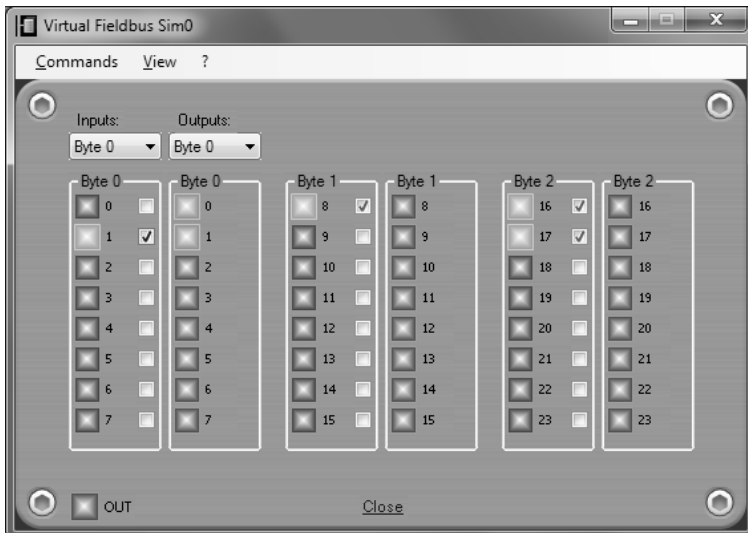 Virtual Fieldbus Sim0
Commands View ?
Inputs: Outputs:
Byte 0 Byte 0
Byte 0 Byte 0 Byte 1 Byte 1 Byte 2 Byte 2
0 0 8 8 16 16
1 1 9 9 17 17
2 2 10 10 18 18
3 3 11 11 19 19
4 4 12 12 20 20
5 5 13 13 21 21
6 6 14 14 22 22
7 7 15 15 23 23
OUT Close